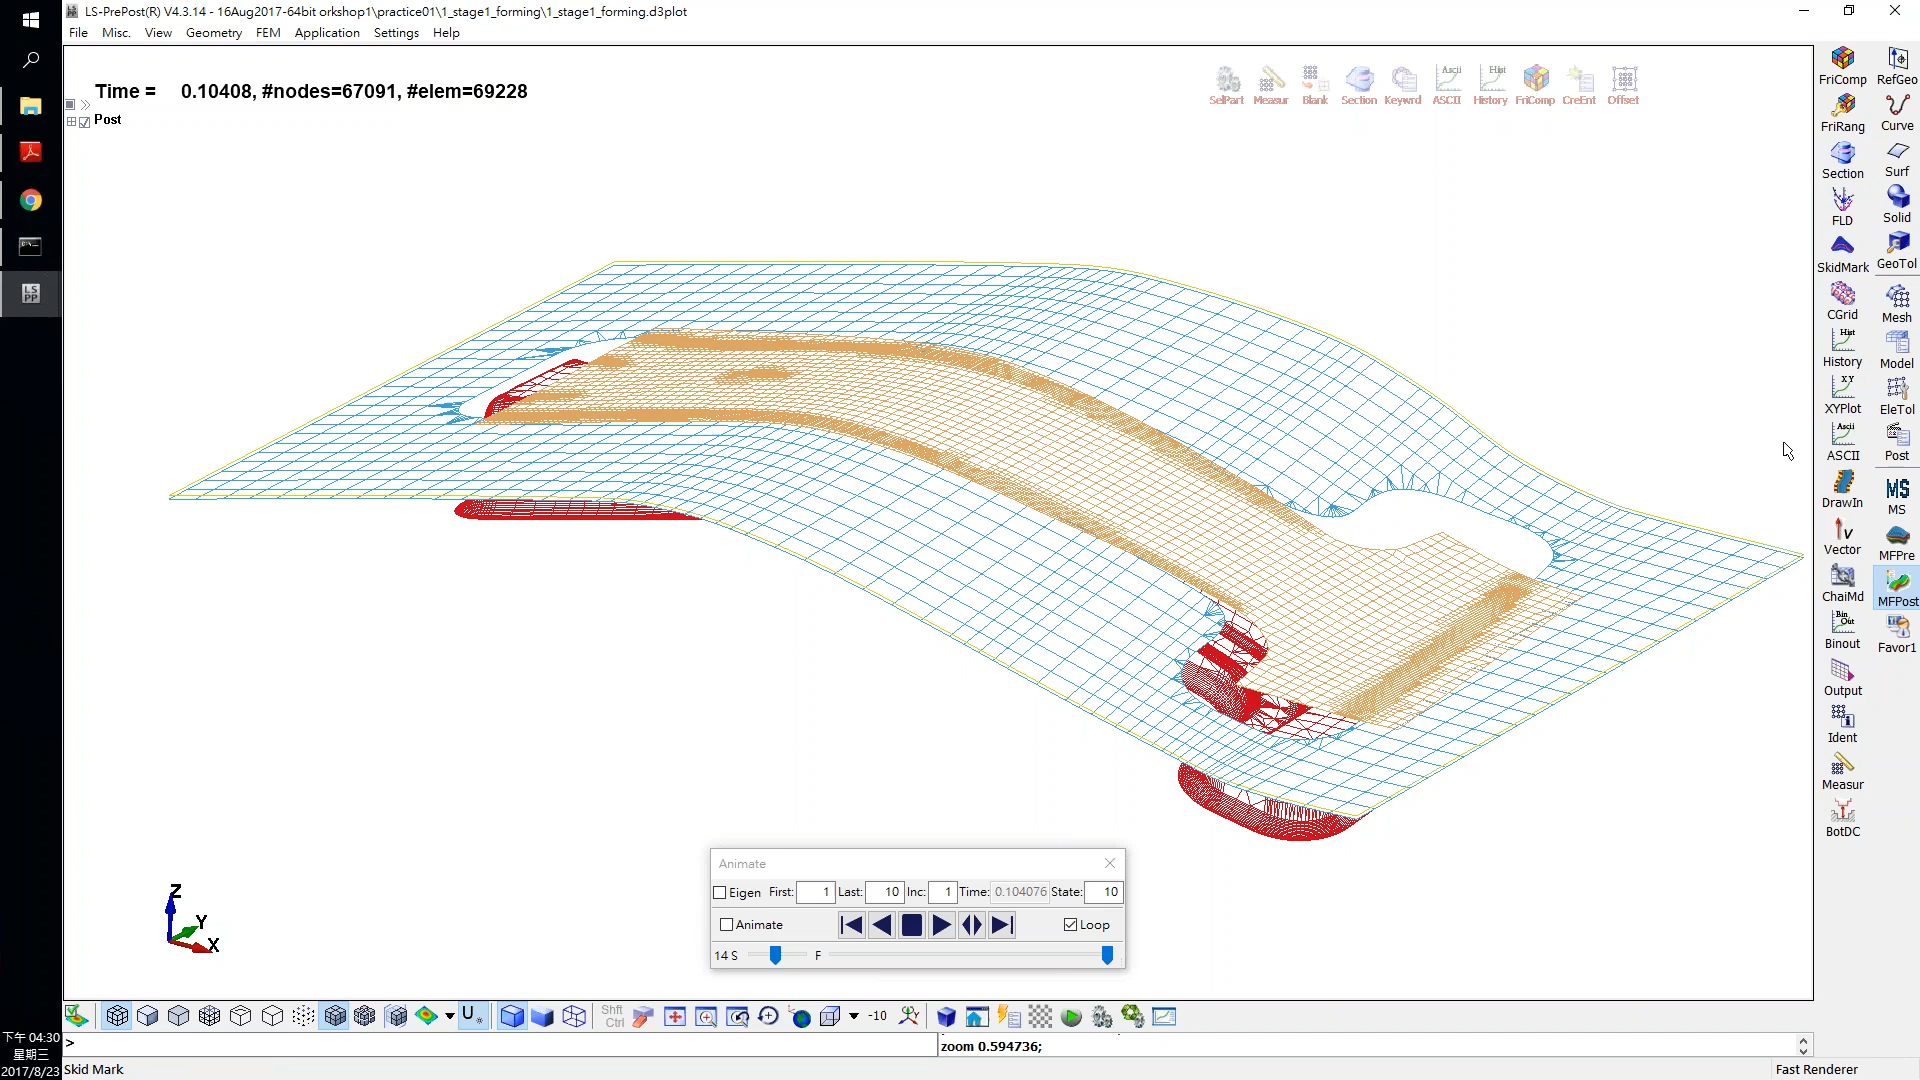 LS-PrePost(R) V4.3.14 - 16Aug2017-64bit orkshop1\practice01\1_stage1_forming\1_stage1_forming.d3plot
File Misc. View Geometry FEM Application Settings Help
Time = 0.10408, #nodes=67091, #elem=69228
Post
SelPart Measur Blank Section Keywrd ASCII History FriComp CreEnt Offset
FriComp RefGeo
FriRang Curve
Section Surf
FLD Solid
SkidMark GeoTol
CGrid Mesh
History Model
XYPlot EleTol
ASCII Post
DrawIn MS
Vector MFPre
ChaiMd MFPost
Binout Favor1
Output
Ident
Measur
BotDC
Z
Y
X
Animate
Eigen First: 1 Last: 10 Inc: 1 Time: 0.104076 State: 10
Animate Loop
14 S F
Shft
Ctrl
-10
>
zoom 0.594736;
Skid Mark
Fast Renderer
下午 04:30
星期三
2017/8/23